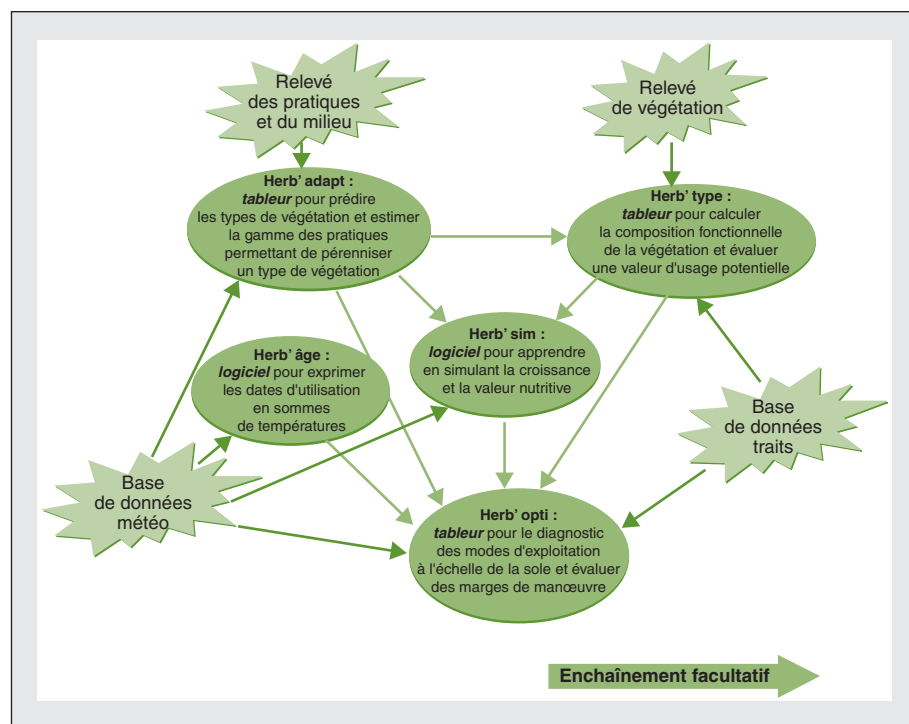 Relevé
des pratiques
et du milieu
Relevé
de végétation
Herb' adapt :
tableur pour prédire
les types de végétation et estimer
la gamme des pratiques
permettant de pérenniser
un type de végétation
Herb' type :
tableur pour calculer
la composition fonctionnelle
de la végétation et évaluer
une valeur d'usage potentielle
Herb' âge :
logiciel pour exprimer
les dates d'utilisation
en sommes
de températures
Herb' sim :
logiciel pour apprendre
en simulant la croissance
et la valeur nutritive
Base
de données
traits
Base
de données
météo
Herb' opti :
tableur pour le diagnostic
des modes d'exploitation
à l'échelle de la sole et évaluer
des marges de manœuvre
Enchaînement facultatif